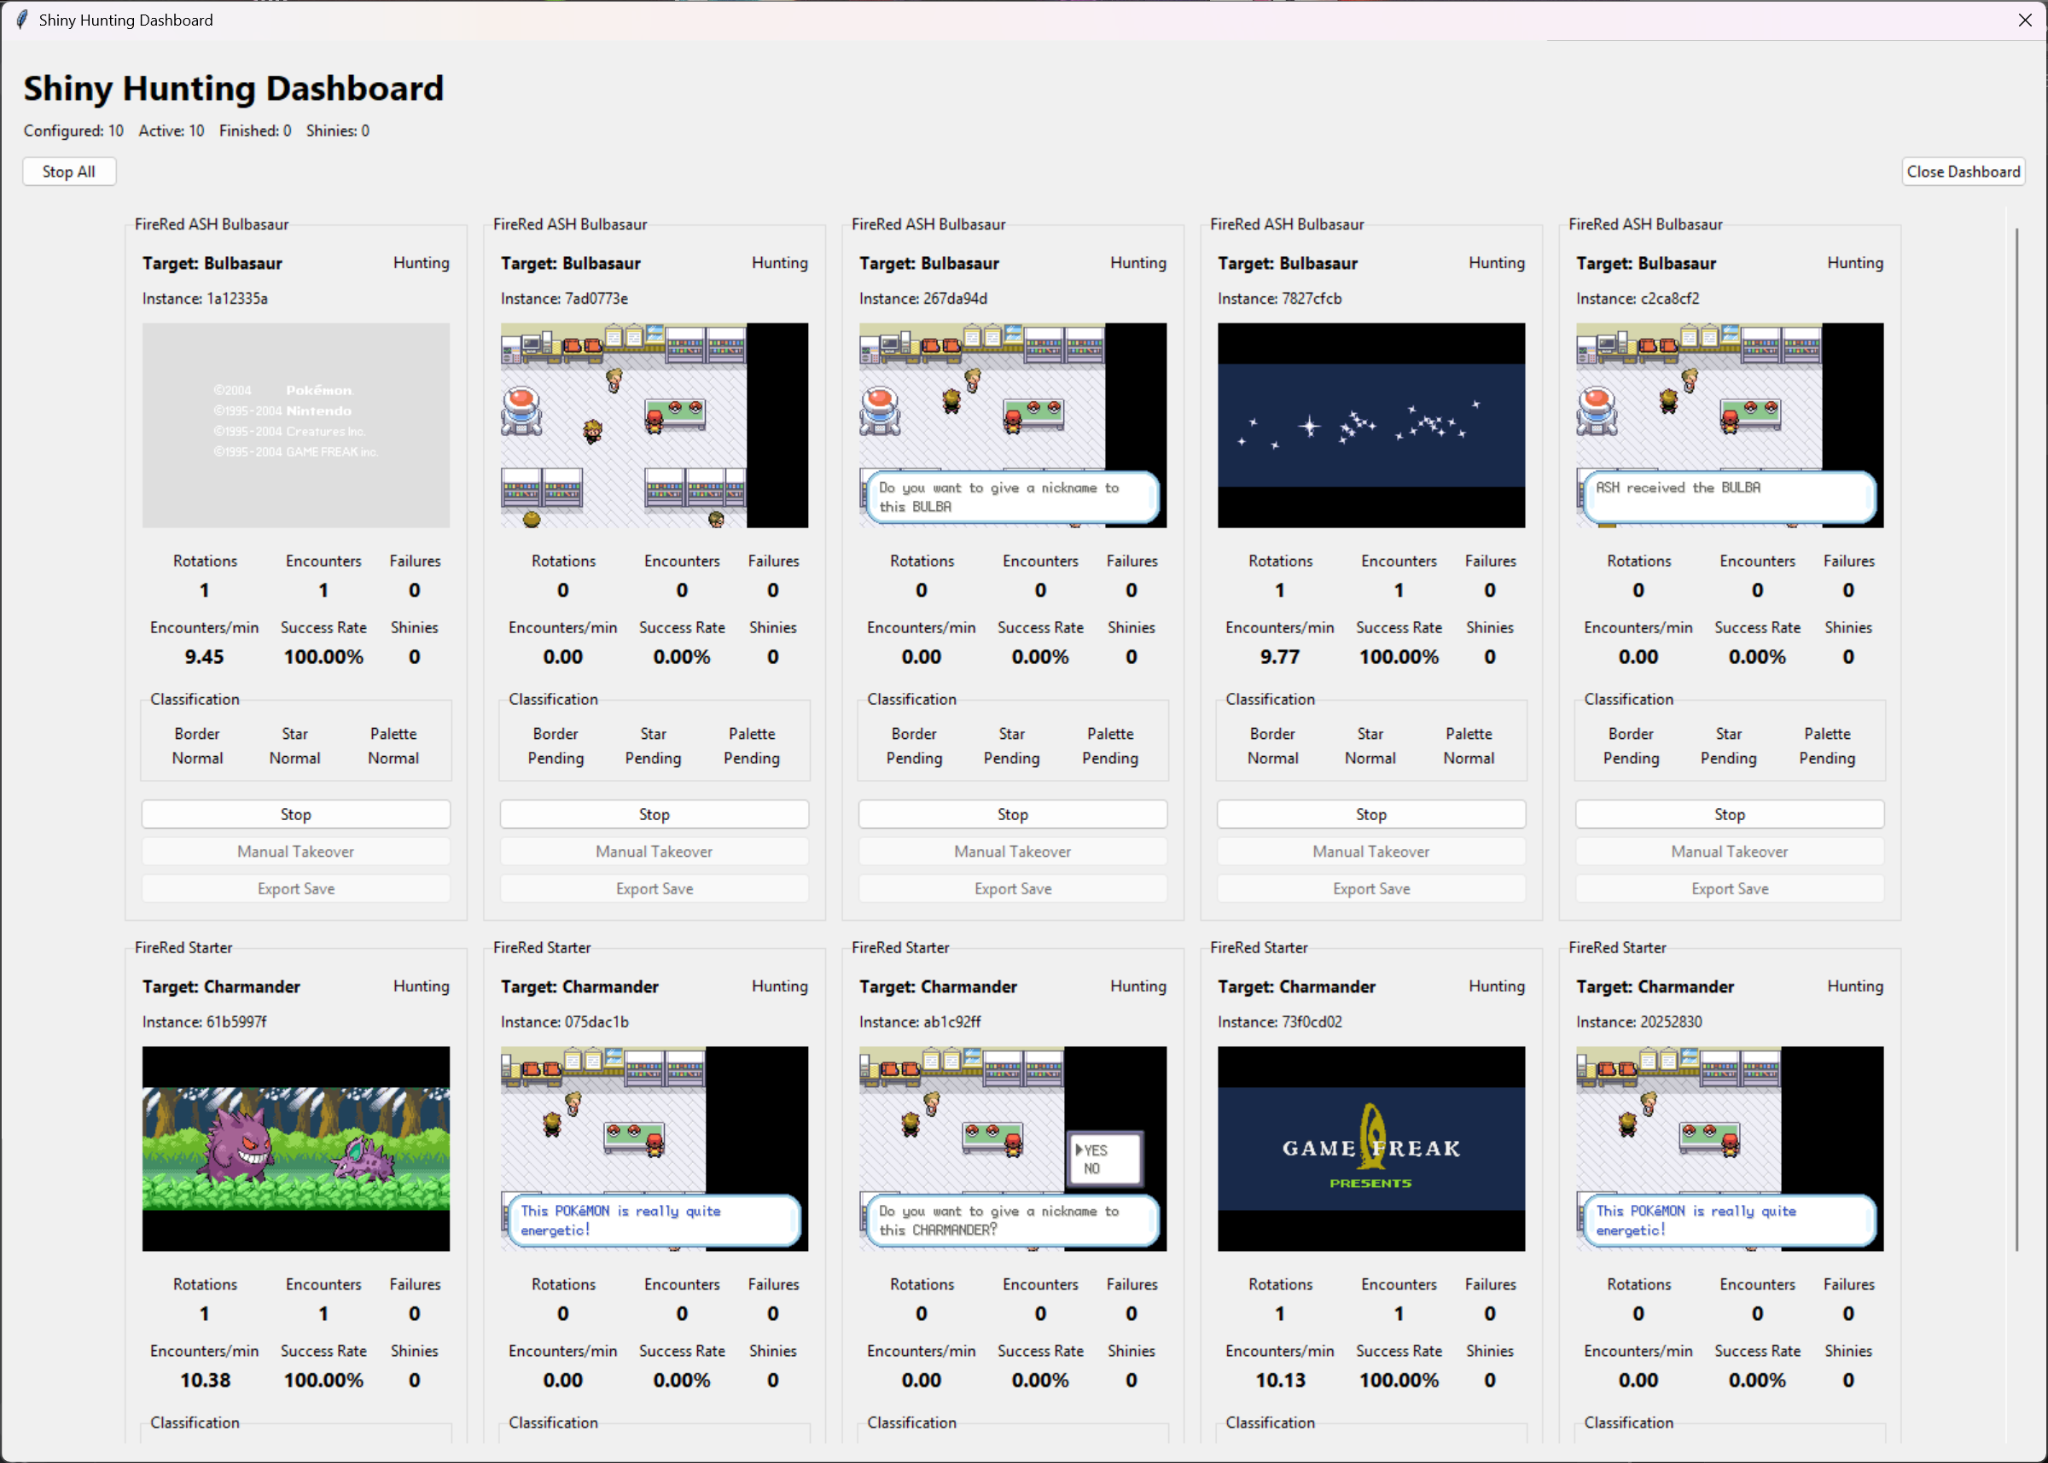 Shiny Hunting Dashboard
Shiny Hunting Dashboard
Configured: 10 Active: 10 Finished: 0 Shinies: 0
Stop All
Close Dashboard
FireRed ASH Bulbasaur
Target: Bulbasaur Hunting
Instance: 1a12335a
©2004 Pokémon.
©1995-2004 Nintendo
©1995-2004 Creatures Inc.
©1995-2004 GAME FREAK inc.
Rotations Encounters Failures
1 1 0
Encounters/min Success Rate Shinies
9.45 100.00% 0
Classification
Border Star Palette
Normal Normal Normal
Stop
Manual Takeover
Export Save
FireRed ASH Bulbasaur
Target: Bulbasaur Hunting
Instance: 7ad0773e
Rotations Encounters Failures
0 0 0
Encounters/min Success Rate Shinies
0.00 0.00% 0
Classification
Border Star Palette
Pending Pending Pending
Stop
Manual Takeover
Export Save
FireRed ASH Bulbasaur
Target: Bulbasaur Hunting
Instance: 267da94d
Do you want to give a nickname to
this BULBA
Rotations Encounters Failures
0 0 0
Encounters/min Success Rate Shinies
0.00 0.00% 0
Classification
Border Star Palette
Pending Pending Pending
Stop
Manual Takeover
Export Save
FireRed ASH Bulbasaur
Target: Bulbasaur Hunting
Instance: 7827cfcb
Rotations Encounters Failures
1 1 0
Encounters/min Success Rate Shinies
9.77 100.00% 0
Classification
Border Star Palette
Normal Normal Normal
Stop
Manual Takeover
Export Save
FireRed ASH Bulbasaur
Target: Bulbasaur Hunting
Instance: c2ca8cf2
ASH received the BULBA
Rotations Encounters Failures
0 0 0
Encounters/min Success Rate Shinies
0.00 0.00% 0
Classification
Border Star Palette
Pending Pending Pending
Stop
Manual Takeover
Export Save
FireRed Starter
Target: Charmander Hunting
Instance: 61b5997f
Rotations Encounters Failures
1 1 0
Encounters/min Success Rate Shinies
10.38 100.00% 0
Classification
FireRed Starter
Target: Charmander Hunting
Instance: 075dac1b
This POKéMON is really quite
energetic!
Rotations Encounters Failures
0 0 0
Encounters/min Success Rate Shinies
0.00 0.00% 0
Classification
FireRed Starter
Target: Charmander Hunting
Instance: ab1c92ff
YES
NO
Do you want to give a nickname to
this CHARMANDER?
Rotations Encounters Failures
0 0 0
Encounters/min Success Rate Shinies
0.00 0.00% 0
Classification
FireRed Starter
Target: Charmander Hunting
Instance: 73f0cd02
GAME FREAK
PRESENTS
Rotations Encounters Failures
1 1 0
Encounters/min Success Rate Shinies
10.13 100.00% 0
Classification
FireRed Starter
Target: Charmander Hunting
Instance: 20252830
This POKéMON is really quite
energetic!
Rotations Encounters Failures
0 0 0
Encounters/min Success Rate Shinies
0.00 0.00% 0
Classification